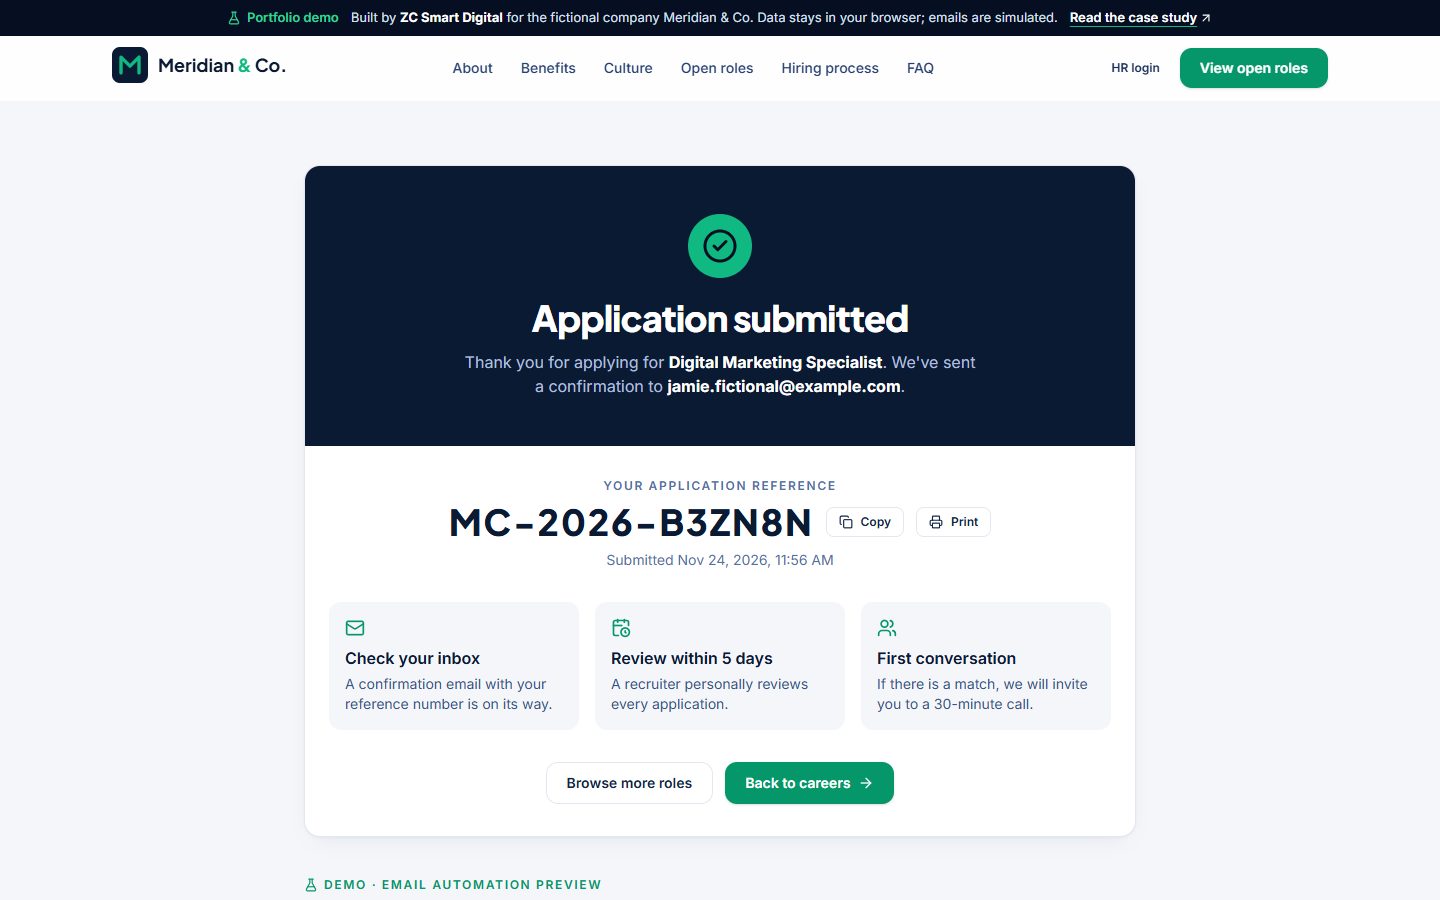 Portfolio demo Built by ZC Smart Digital for the fictional company Meridian & Co. Data stays in your browser; emails are simulated. Read the case study
Meridian & Co. About Benefits Culture Open roles Hiring process FAQ HR login View open roles
Application submitted
Thank you for applying for Digital Marketing Specialist. We've sent
a confirmation to jamie.fictional@example.com.
YOUR APPLICATION REFERENCE
MC-2026-B3ZN8N Copy Print
Submitted Nov 24, 2026, 11:56 AM
Check your inbox
A confirmation email with your
reference number is on its way.
Review within 5 days
A recruiter personally reviews
every application.
First conversation
If there is a match, we will invite
you to a 30-minute call.
Browse more roles Back to careers
DEMO · EMAIL AUTOMATION PREVIEW